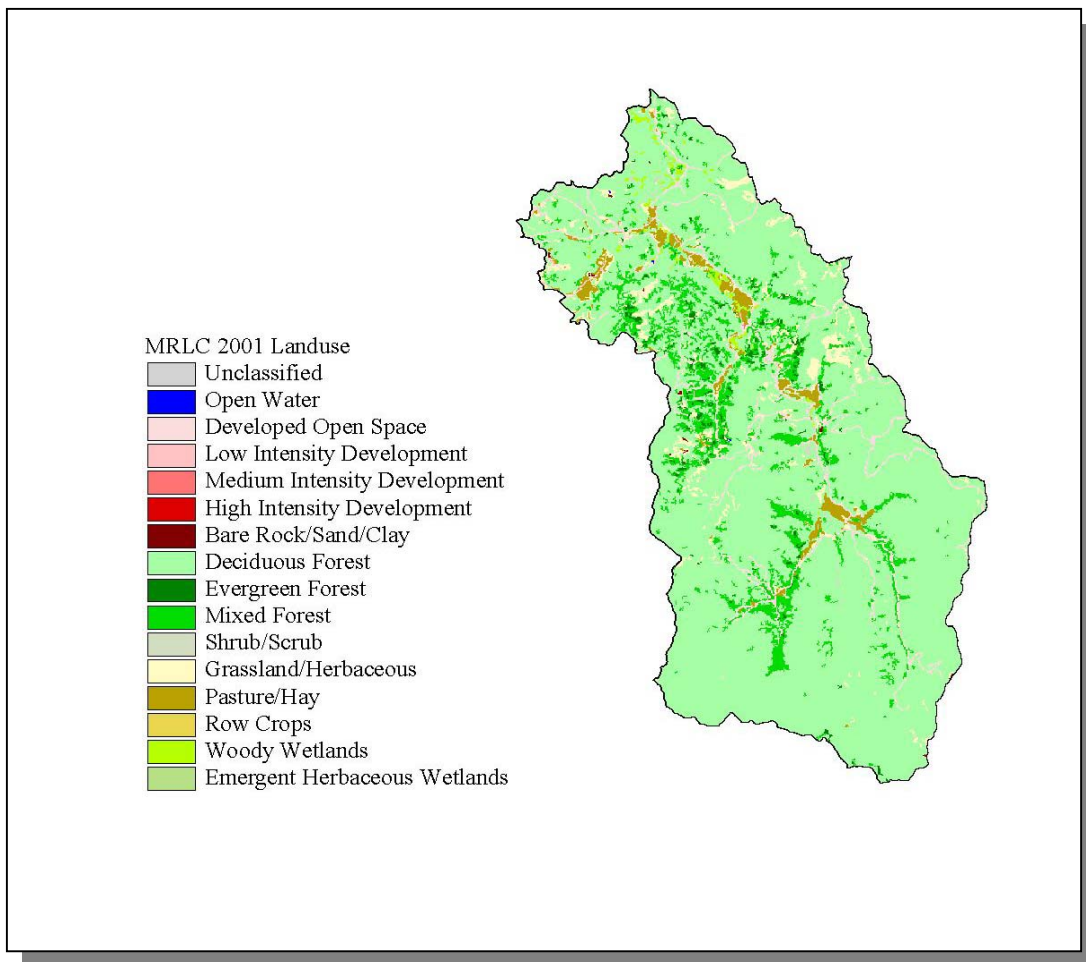 MRLC 2001 Landuse
Unclassified
Open Water
Developed Open Space
Low Intensity Development
Medium Intensity Development
High Intensity Development
Bare Rock/Sand/Clay
Deciduous Forest
Evergreen Forest
Mixed Forest
Shrub/Scrub
Grassland/Herbaceous
Pasture/Hay
Row Crops
Woody Wetlands
Emergent Herbaceous Wetlands